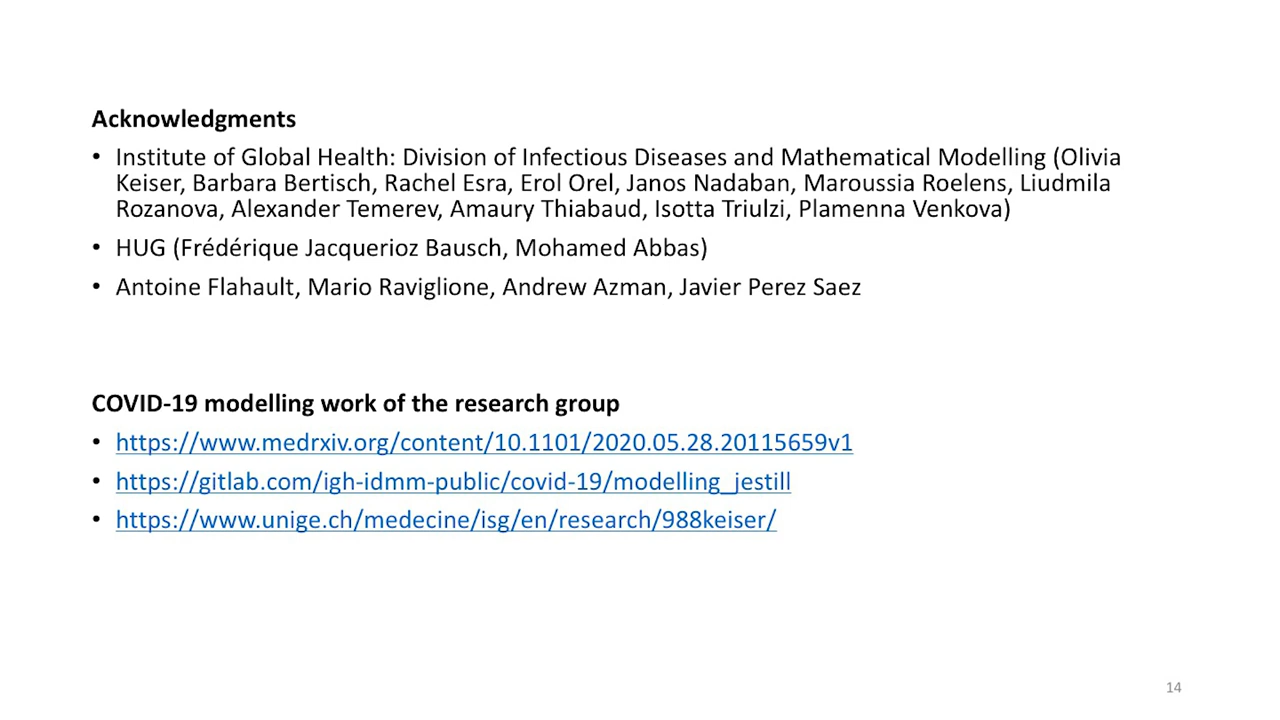 Acknowledgments
• Institute of Global Health: Division of Infectious Diseases and Mathematical Modelling (Olivia
Keiser, Barbara Bertisch, Rachel Esra, Erol Orel, Janos Nadaban, Maroussia Roelens, Liudmila
Rozanova, Alexander Temerev, Amaury Thiabaud, Isotta Triulzi, Plamenna Venkova)
• HUG (Frédérique Jacquerioz Bausch, Mohamed Abbas)
• Antoine Flahault, Mario Raviglione, Andrew Azman, Javier Perez Saez
COVID-19 modelling work of the research group
• https://www.medrxiv.org/content/10.1101/2020.05.28.20115659v1
• https://gitlab.com/igh-idmm-public/covid-19/modelling_jestill
• https://www.unige.ch/medecine/isg/en/research/988keiser/
14